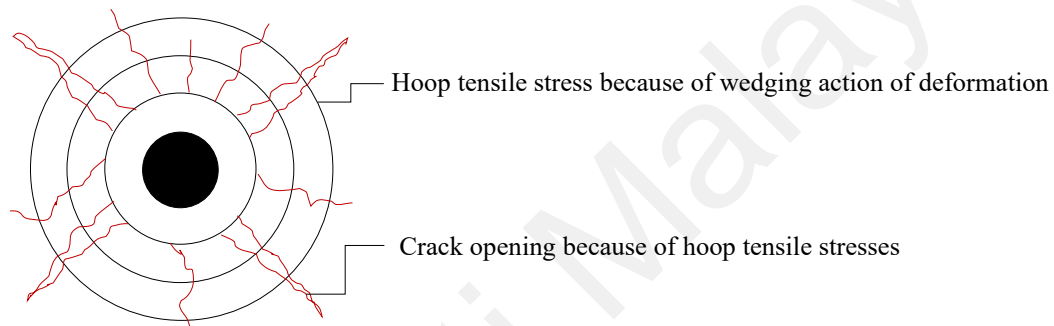 Hoop tensile stress because of wedging action of deformation
Crack opening because of hoop tensile stresses